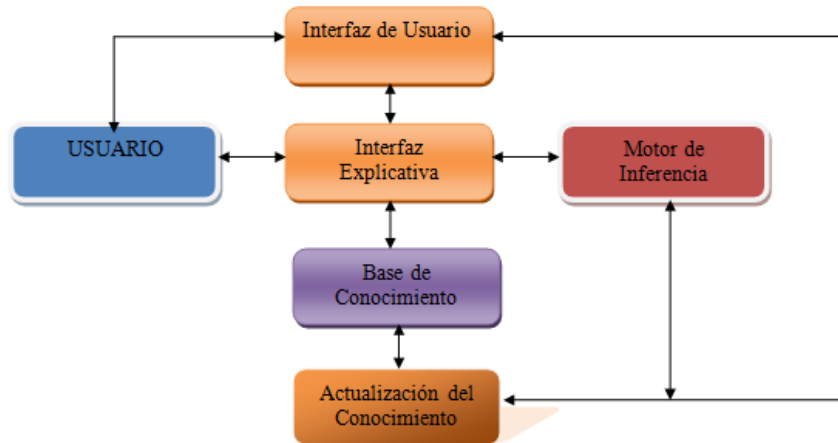 Interfaz de Usuario
USUARIO
Interfaz
Explicativa
Motor de
Inferencia
Base de
Conocimiento
Actualización del
Conocimiento